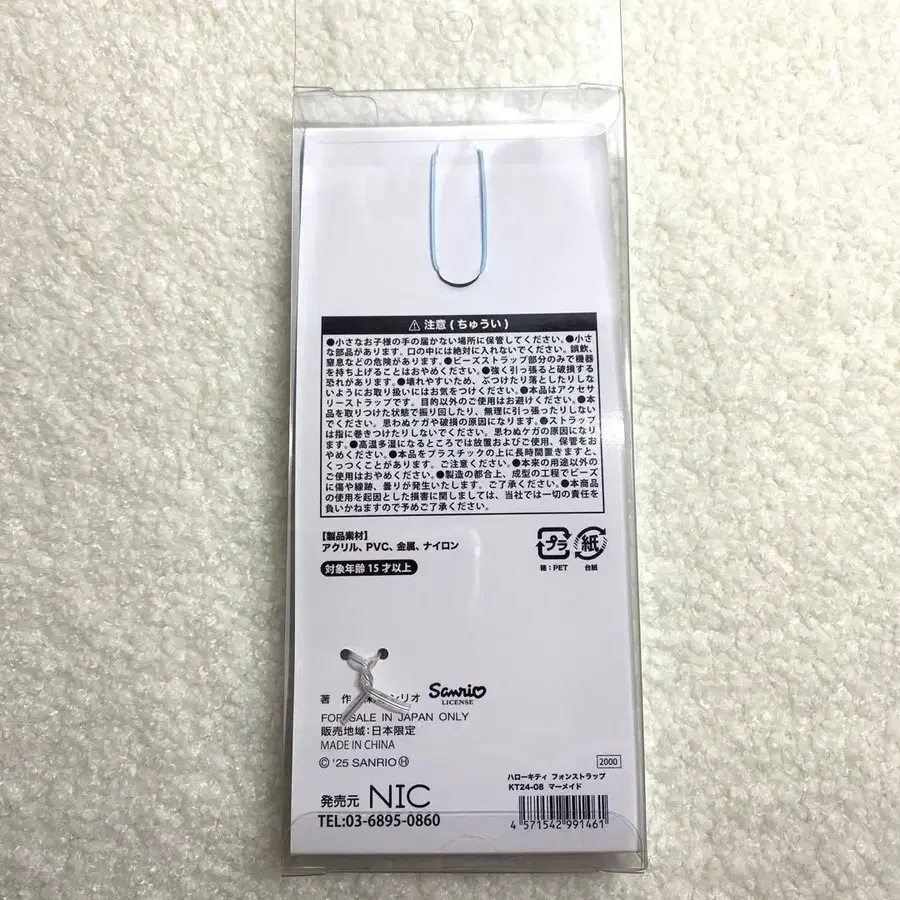 ⚠ 注意 ( ちゅうい )
●小さなお子様の手の届かない場所に保管してください。●小さ
な部品があります。口の中には絶対に入れないでください。誤飲、
窒息などの危険があります。●ビーズストラップ部分のみで機器
を持ち上げることはおやめください。●強く引っ張ると破損する
恐れがあります。●壊れやすいため、ぶつけたり落としたりしな
いようにお取り扱いにはお気をつけください。●本品はアクセサ
リーストラップです。目的以外のご使用はお避けください。●本
品を取りつけた状態で振り回したり、無理に引っ張ったりしない
でください。思わぬケガや破損の原因になります。●ストラップ
は指に巻きつけたりしないでください。思わぬケガの原因になり
ます。●高温多湿になるところでは放置およびご使用、保管をお
やめください。●本品をプラスチックの上に長時間置きますと、
くっつくことがあります。ご注意ください。●本来の用途以外の
ご使用はおやめください。●製造の都合上、成型の工程でビーズ
に傷や線跡、曇りが発生いたします。ご了承ください。●本商品
の使用を起因とした損害に関しましては、当社では一切の責任を
負いかねますので予めご了承ください。
【製品素材】
アクリル、PVC、金属、ナイロン
対象年齢 15 才以上
プラ 紙
箱：PET 台紙
著 作 ンリオ Sanrio
LICENSE
FOR SALE IN JAPAN ONLY
販売地域：日本限定
MADE IN CHINA
© '25 SANRIO Ⓗ
2000
ハローキティ フォンストラップ
KT24-08 マーメイド
発売元 NIC
TEL:03-6895-0860
4 571542 991461